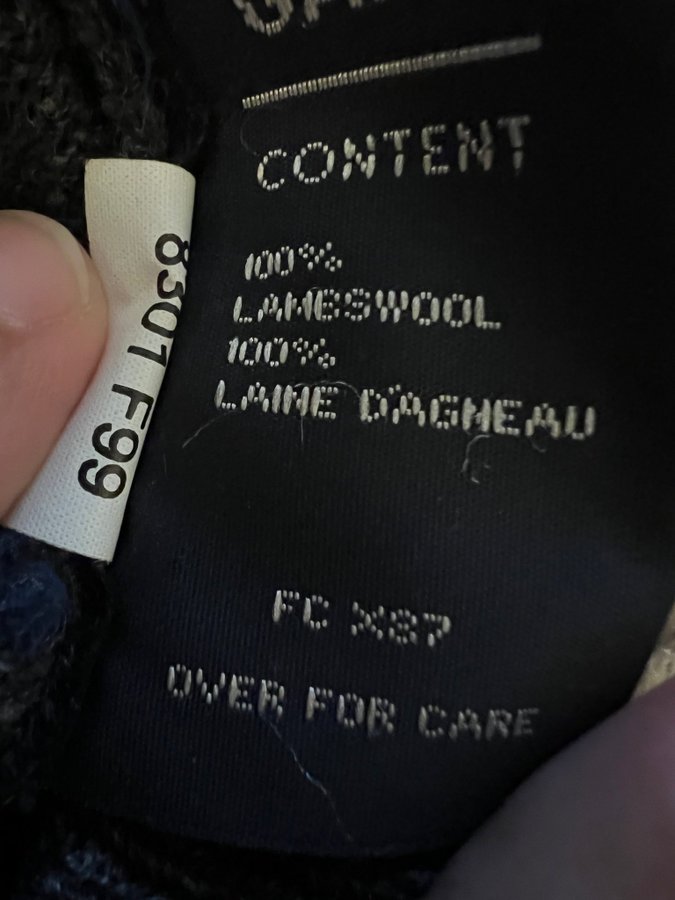 CONTENT
100%
LAMBSWOOL
100%
LAINE D'AGNEAU
FC X87
OVER FOR CARE
8301 F99